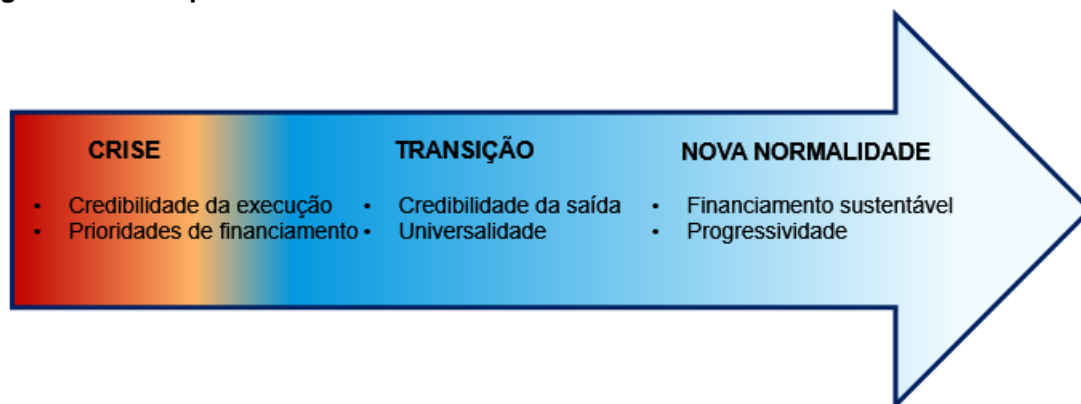 CRISE
• Credibilidade da execução
• Prioridades de financiamento
TRANSIÇÃO
• Credibilidade da saída
• Universalidade
NOVA NORMALIDADE
• Financiamento sustentável
• Progressividade